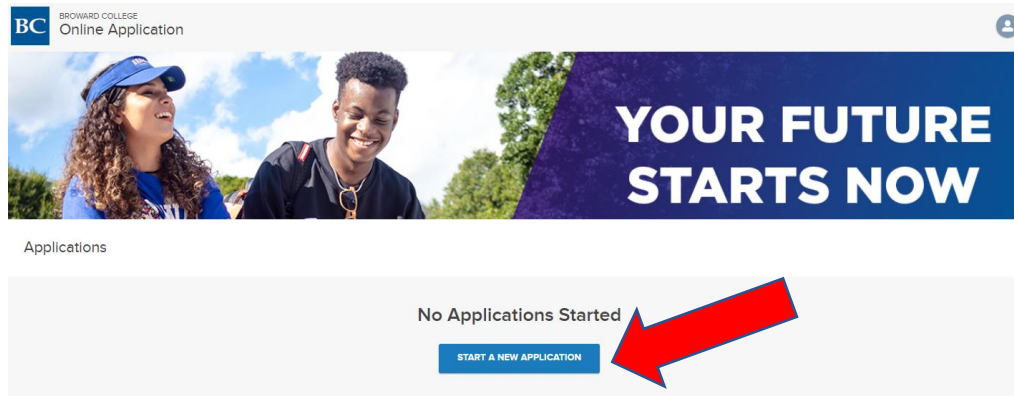 BC
BROWARD COLLEGE
Online Application
YOUR FUTURE
STARTS NOW
Applications
No Applications Started
START A NEW APPLICATION